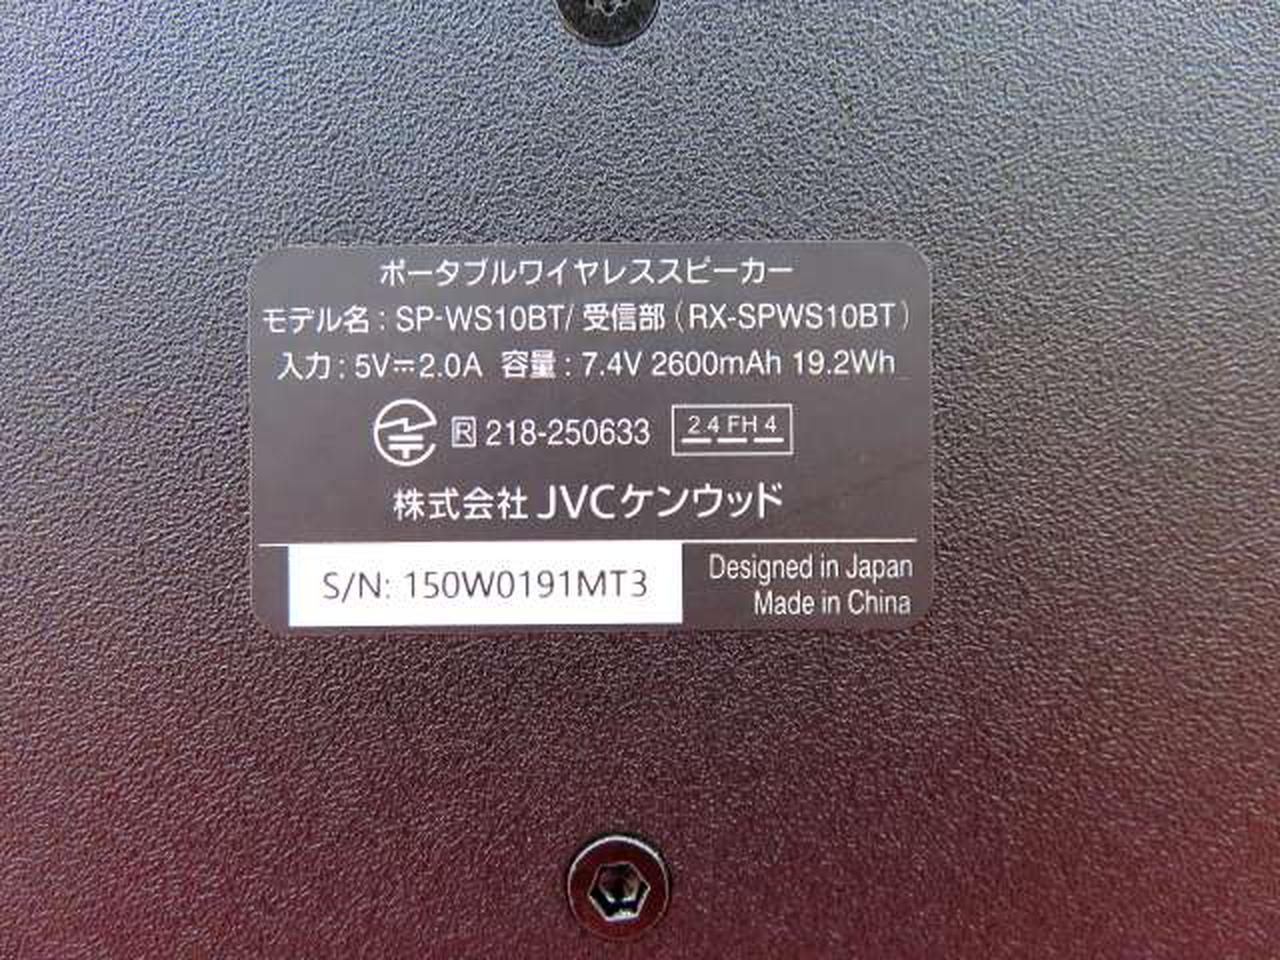 ポータブルワイヤレススピーカー
モデル名 : SP-WS10BT/ 受信部 (RX-SPWS10BT)
入力 : 5V⎓2.0A 容量 : 7.4V 2600mAh 19.2Wh
R 218-250633 2.4 FH 4
株式会社 JVCケンウッド
S/N: 150W0191MT3
Designed in Japan
Made in China